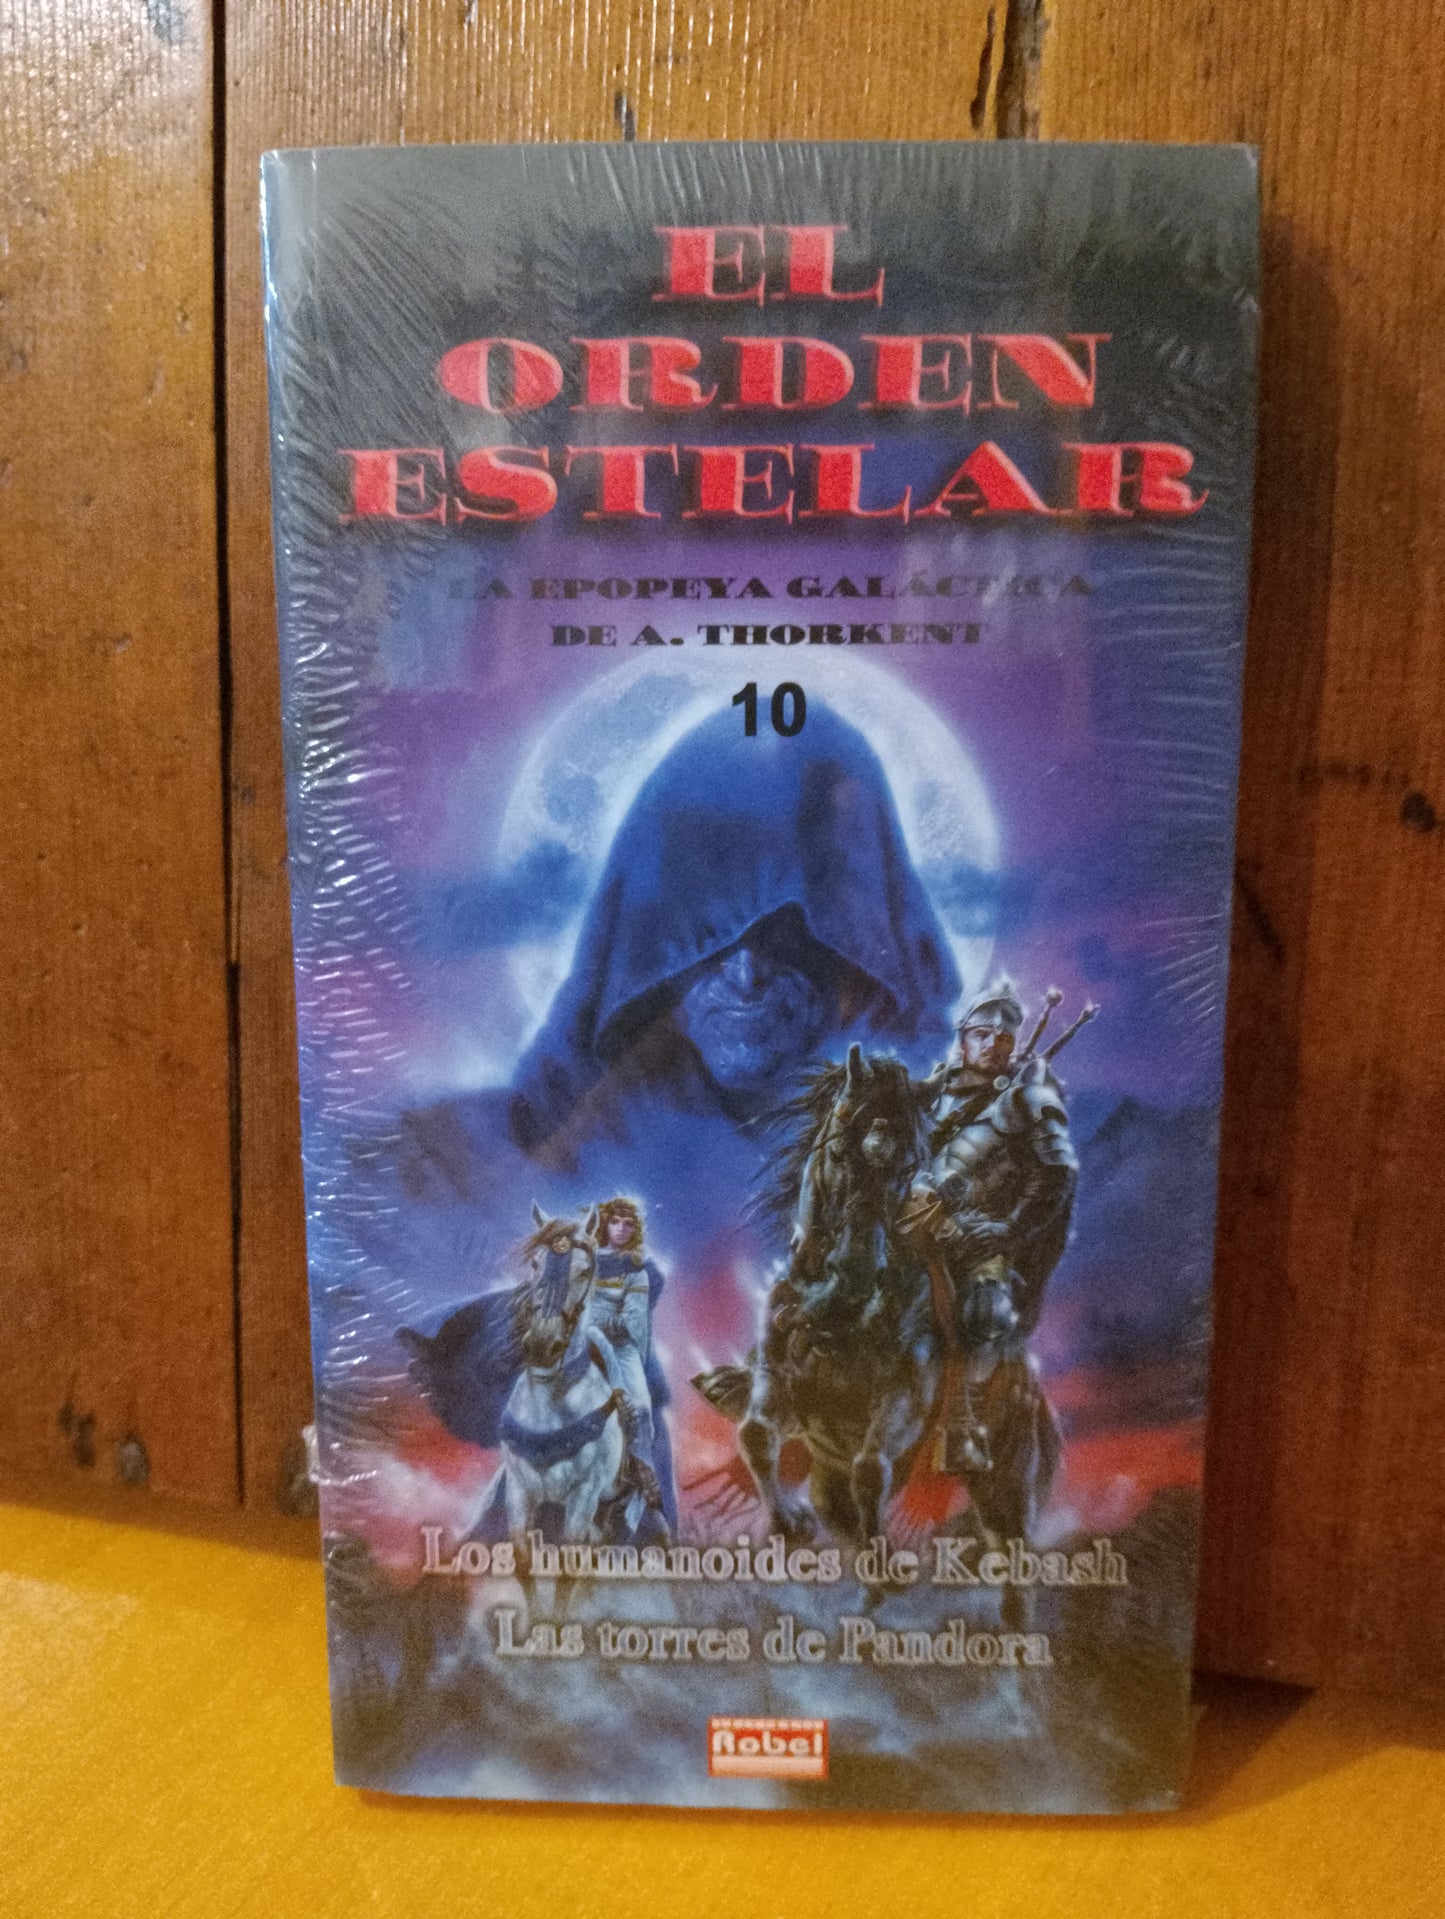 EL
ORDEN
ESTELAR
LA EPOPEYA GALÁCTICA
DE A. THORKENT
10
Los humanoides de Kebash
Las torres de Pandora
Robel